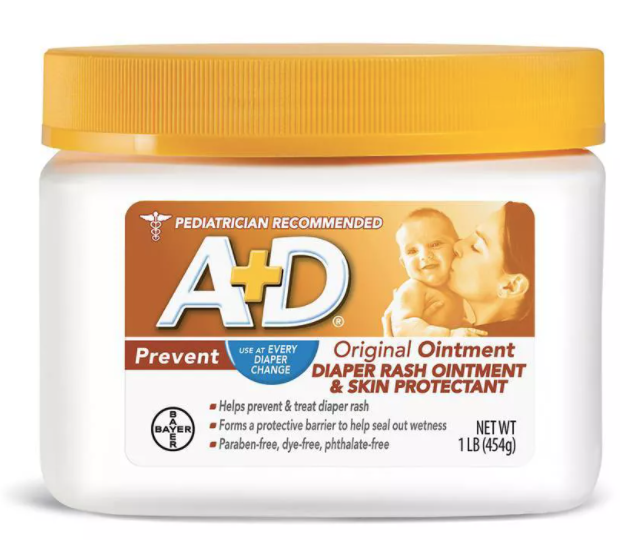 PEDIATRICIAN RECOMMENDED
A+D®
Prevent
USE AT EVERY
DIAPER
CHANGE
Original Ointment
DIAPER RASH OINTMENT
& SKIN PROTECTANT
Helps prevent & treat diaper rash
Forms a protective barrier to help seal out wetness
Paraben-free, dye-free, phthalate-free
BAYER
BAYER
NET WT
1 LB (454g)